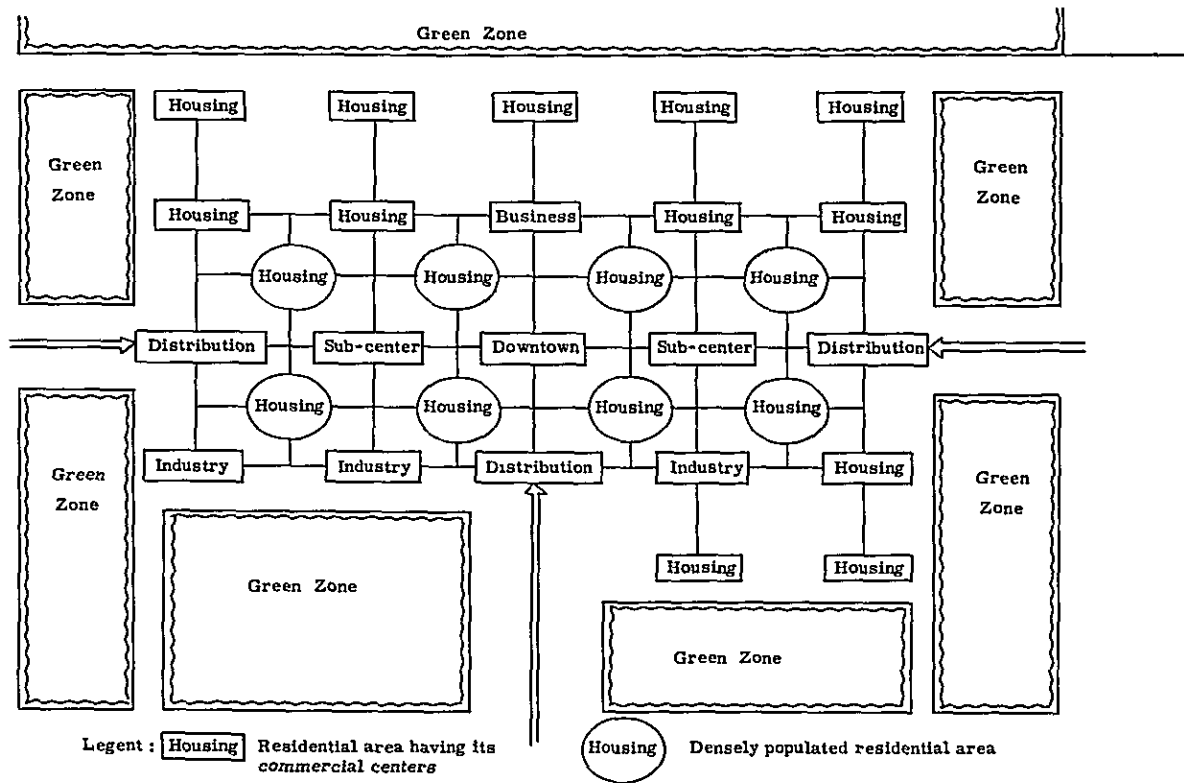 Green Zone
Housing Housing Housing Housing Housing
Green
Zone
Green
Zone
Housing Housing Business Housing Housing
Housing Housing Housing Housing
Distribution Sub-center Downtown Sub-center Distribution
Housing Housing Housing Housing
Industry Industry Distribution Industry Housing
Green
Zone
Green
Zone
Housing Housing
Green Zone
Green Zone
Legent : Housing Residential area having its
commercial centers
Housing Densely populated residential area